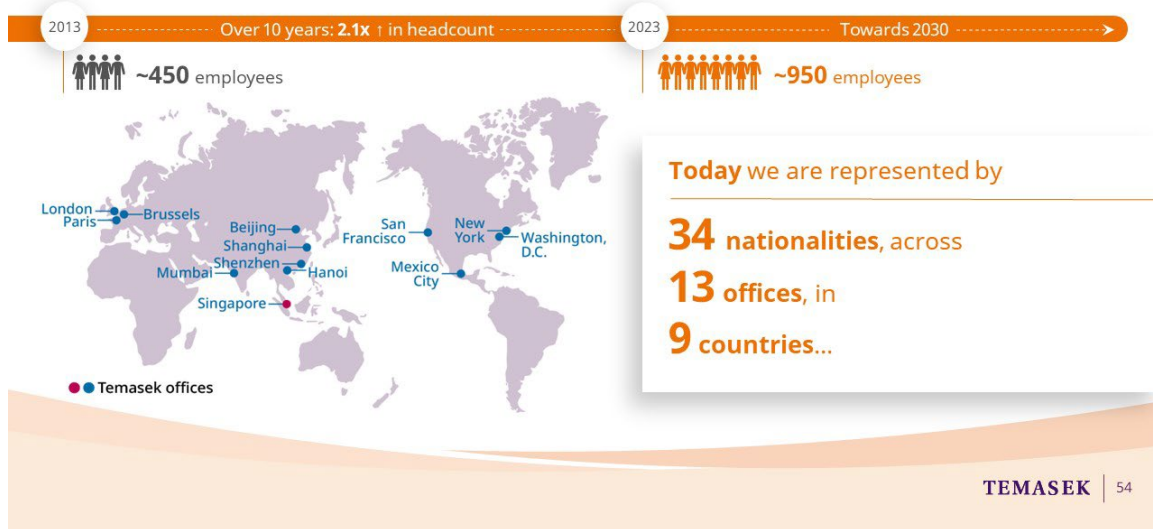 2013
Over 10 years: 2.1x ↑ in headcount
2023
Towards 2030
~450 employees
~950 employees
London
Paris
Brussels
Beijing
Shanghai
Shenzhen
Mumbai
Hanoi
Singapore
San
Francisco
New
York
Washington,
D.C.
Mexico
City
Temasek offices
Today we are represented by
34 nationalities, across
13 offices, in
9 countries...
TEMASEK
54